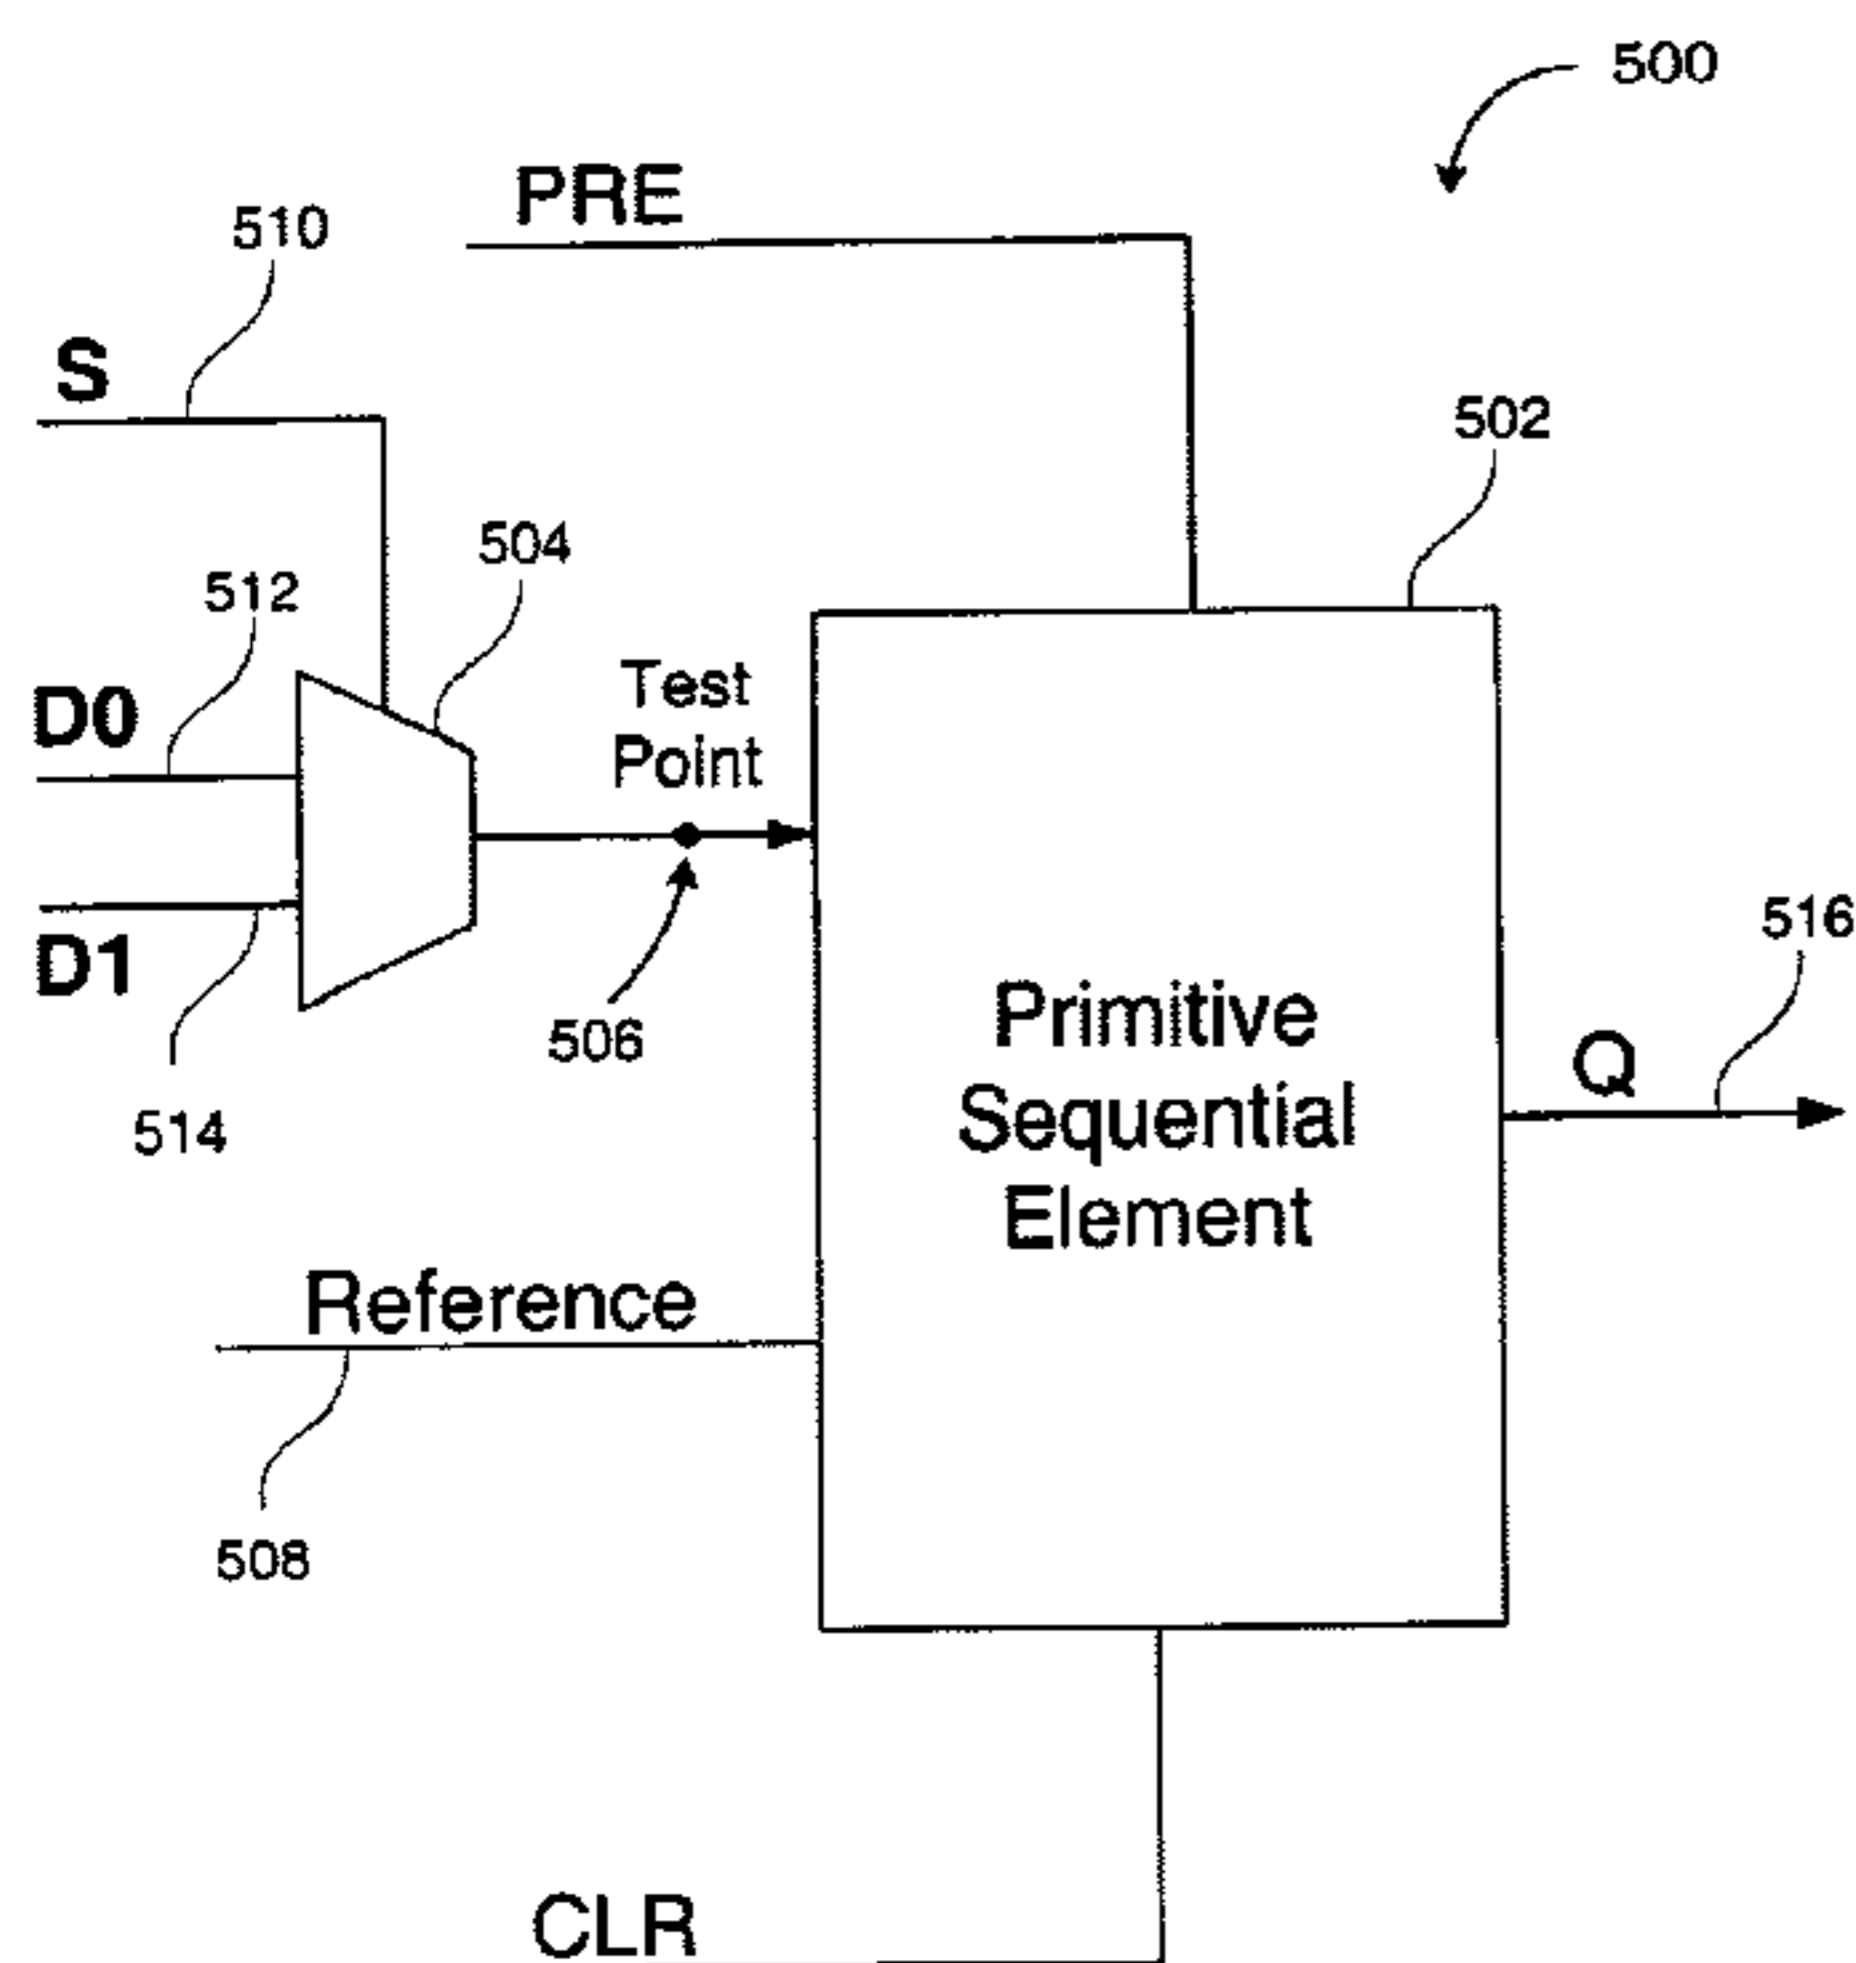 500
PRE
510
S
502
504
512
Test
Point
D0
516
D1
506
Primitive
Sequential
Element
Q
514
Reference
508
CLR